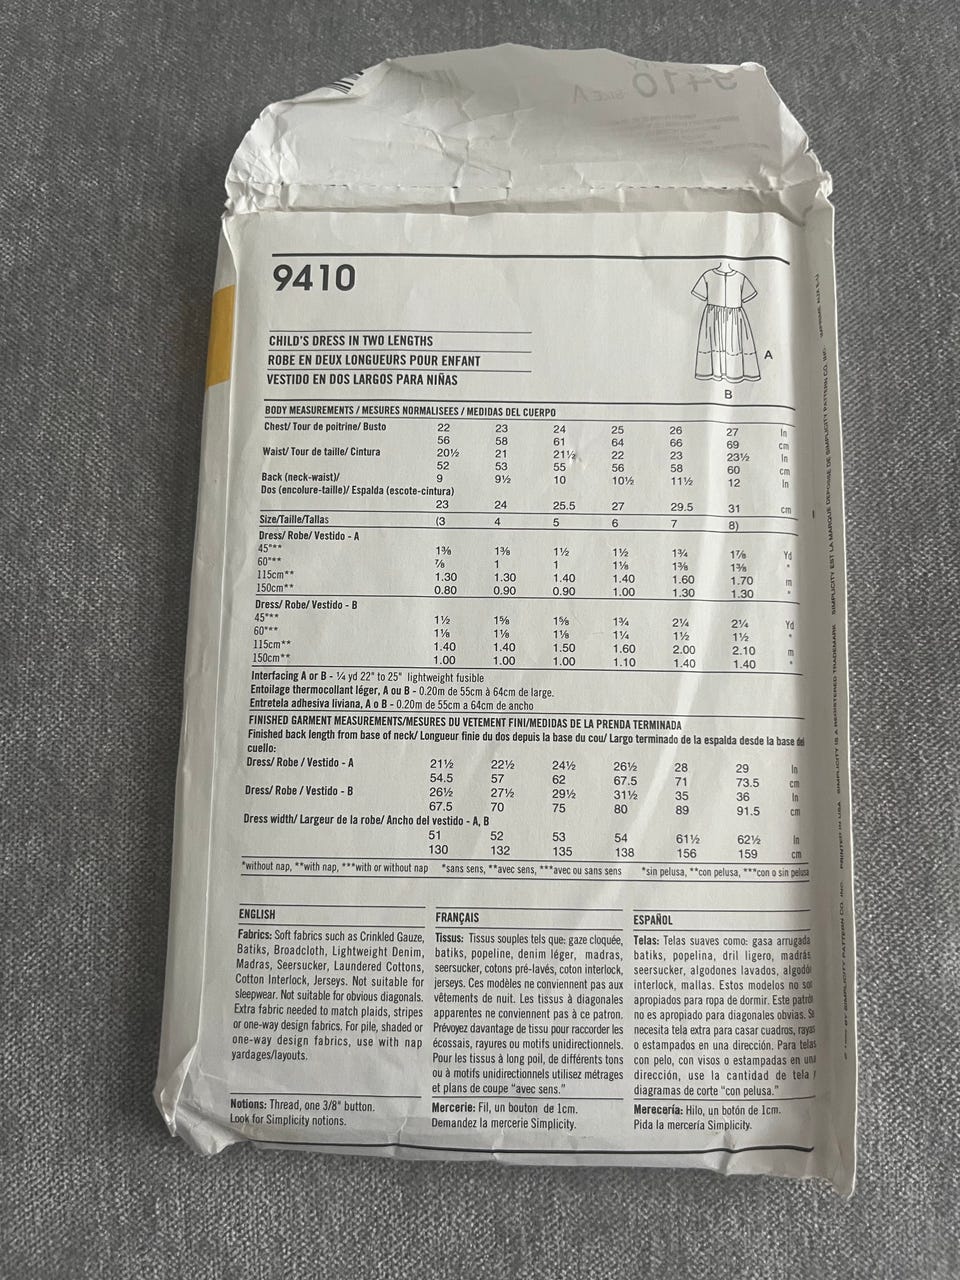 9410 SIZE A
9410
CHILD'S DRESS IN TWO LENGTHS
ROBE EN DEUX LONGUEURS POUR ENFANT
VESTIDO EN DOS LARGOS PARA NIÑAS
A
B
BODY MEASUREMENTS / MESURES NORMALISEES / MEDIDAS DEL CUERPO
Chest/ Tour de poitrine/ Busto 22 23 24 25 26 27 In
56 58 61 64 66 69 cm
Waist/ Tour de taille/ Cintura 20½ 21 21½ 22 23 23½ In
52 53 55 56 58 60 cm
Back (neck-waist)/ 9 9½ 10 10½ 11½ 12 In
Dos (encolure-taille)/ Espalda (escote-cintura)
23 24 25.5 27 29.5 31 cm
Size/Taille/Tallas (3 4 5 6 7 8)
Dress/ Robe/ Vestido - A
45"** 1⅜ 1⅜ 1½ 1½ 1¾ 1⅞ Yd
60"** ⅞ 1 1 1⅛ 1⅜ 1⅜ "
115cm** 1.30 1.30 1.40 1.40 1.60 1.70 m
150cm** 0.80 0.90 0.90 1.00 1.30 1.30 "
Dress/ Robe/ Vestido - B
45"** 1½ 1⅝ 1⅝ 1¾ 2¼ 2¼ Yd
60"** 1⅛ 1⅛ 1⅛ 1¼ 1½ 1½ "
115cm** 1.40 1.40 1.50 1.60 2.00 2.10 m
150cm** 1.00 1.00 1.00 1.10 1.40 1.40 "
Interfacing A or B - ¼ yd 22" to 25" lightweight fusible
Entoilage thermocollant léger, A ou B - 0.20m de 55cm à 64cm de large.
Entretela adhesiva liviana, A o B - 0.20m de 55cm a 64cm de ancho
FINISHED GARMENT MEASUREMENTS/MESURES DU VETEMENT FINI/MEDIDAS DE LA PRENDA TERMINADA
Finished back length from base of neck/ Longueur finie du dos depuis la base du cou/ Largo terminado de la espalda desde la base del
cuello:
Dress/ Robe / Vestido - A 21½ 22½ 24½ 26½ 28 29 In
54.5 57 62 67.5 71 73.5 cm
Dress/ Robe / Vestido - B 26½ 27½ 29½ 31½ 35 36 In
67.5 70 75 80 89 91.5 cm
Dress width/ Largeur de la robe/ Ancho del vestido - A, B
51 52 53 54 61½ 62½ In
130 132 135 138 156 159 cm
*without nap, **with nap, ***with or without nap *sans sens, **avec sens, ***avec ou sans sens *sin pelusa, **con pelusa, ***con o sin pelusa
ENGLISH
Fabrics: Soft fabrics such as Crinkled Gauze,
Batiks, Broadcloth, Lightweight Denim,
Madras, Seersucker, Laundered Cottons,
Cotton Interlock, Jerseys. Not suitable for
sleepwear. Not suitable for obvious diagonals.
Extra fabric needed to match plaids, stripes
or one-way design fabrics. For pile, shaded or
one-way design fabrics, use with nap
yardages/layouts.
Notions: Thread, one 3/8" button.
Look for Simplicity notions.
FRANÇAIS
Tissus: Tissus souples tels que: gaze cloquée,
batiks, popeline, denim léger, madras,
seersucker, cotons pré-lavés, coton interlock,
jerseys. Ces modèles ne conviennent pas aux
vêtements de nuit. Les tissus à diagonales
apparentes ne conviennent pas à ce patron.
Prévoyez davantage de tissu pour raccorder les
écossais, rayures ou motifs unidirectionnels.
Pour les tissus à long poil, de différents tons
ou à motifs unidirectionnels utilisez métrages
et plans de coupe "avec sens."
Mercerie: Fil, un bouton de 1cm.
Demandez la mercerie Simplicity.
ESPAÑOL
Telas: Telas suaves como: gasa arrugada
batiks, popelina, dril ligero, madrás
seersucker, algodones lavados, algodó
interlock, mallas. Estos modelos no so
apropiados para ropa de dormir. Este patró
no es apropiado para diagonales obvias. Se
necesita tela extra para casar cuadros, rayas
o estampados en una dirección. Para telas
con pelo, con visos o estampadas en una
dirección, use la cantidad de tela y
diagramas de corte "con pelusa."
Merecería: Hilo, un botón de 1cm.
Pida la mercería Simplicity.
BY SIMPLICITY PATTERN CO. INC. PRINTED IN USA SIMPLICITY IS A REGISTERED TRADEMARK SIMPLICITY EST LA MARQUE DEPOSEE DE SIMPLICITY PATTERN CO. INC.